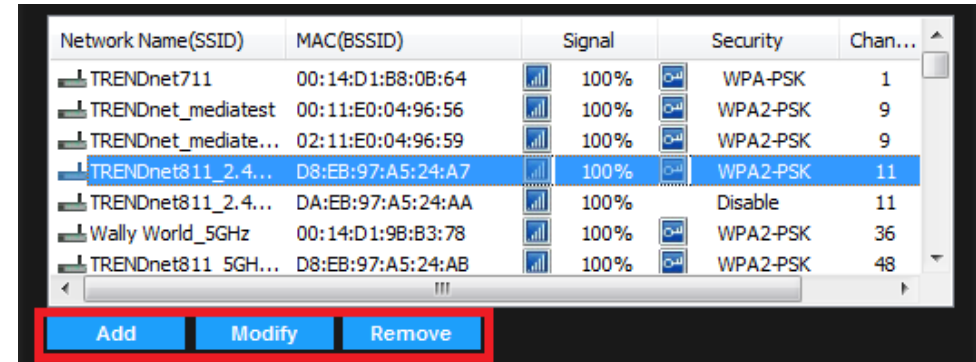 Network Name(SSID) MAC(BSSID) Signal Security Chan...
TRENDnet711 00:14:D1:B8:0B:64 100% WPA-PSK 1
TRENDnet_mediatest 00:11:E0:04:96:56 100% WPA2-PSK 9
TRENDnet_mediate... 02:11:E0:04:96:59 100% WPA2-PSK 9
TRENDnet811_2.4... D8:EB:97:A5:24:A7 100% WPA2-PSK 11
TRENDnet811_2.4... DA:EB:97:A5:24:AA 100% Disable 11
Wally World_5GHz 00:14:D1:9B:B3:78 100% WPA2-PSK 36
TRENDnet811_5GH... D8:EB:97:A5:24:AB 100% WPA2-PSK 48
Add Modify Remove